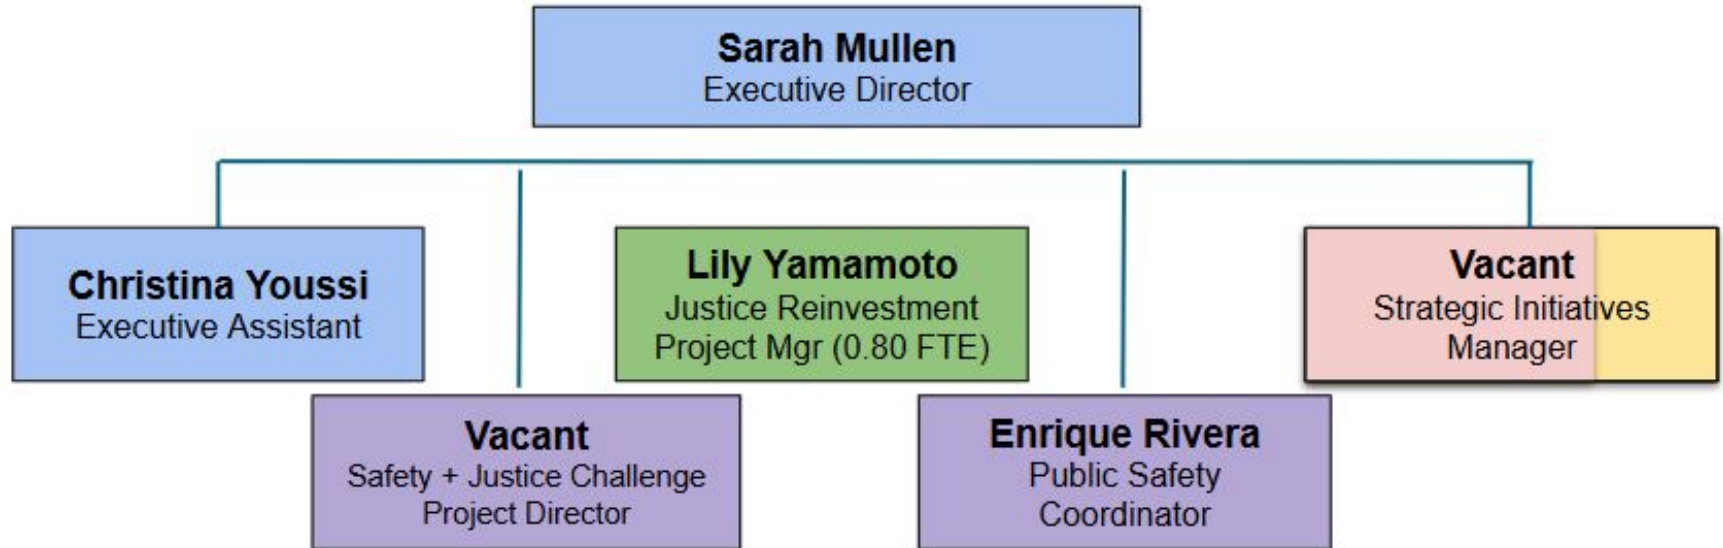 Sarah Mullen
Executive Director
Christina Youssi
Executive Assistant
Lily Yamamoto
Justice Reinvestment
Project Mgr (0.80 FTE)
Vacant
Strategic Initiatives
Manager
Vacant
Safety + Justice Challenge
Project Director
Enrique Rivera
Public Safety
Coordinator